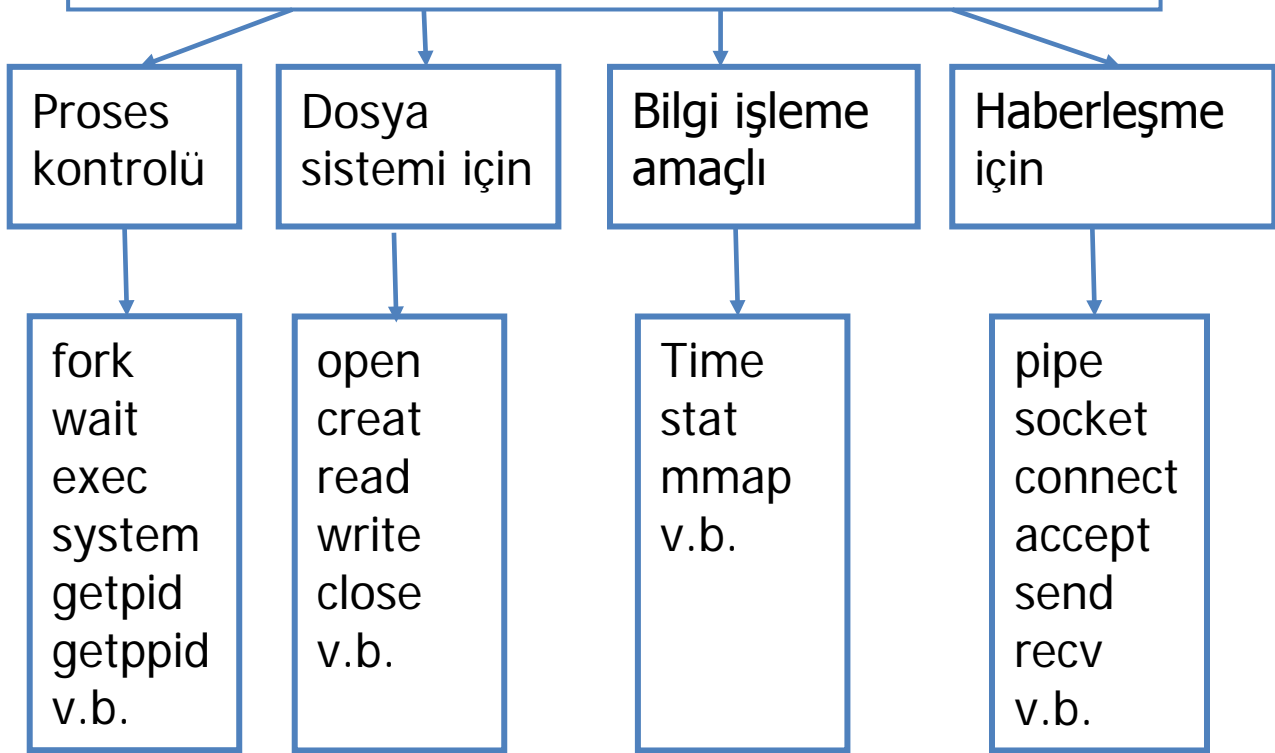 Proses
kontrolü
Dosya
sistemi için
Bilgi işleme
amaçlı
Haberleşme
için
fork
wait
exec
system
getpid
getppid
v.b.
open
creat
read
write
close
v.b.
Time
stat
mmap
v.b.
pipe
socket
connect
accept
send
recv
v.b.